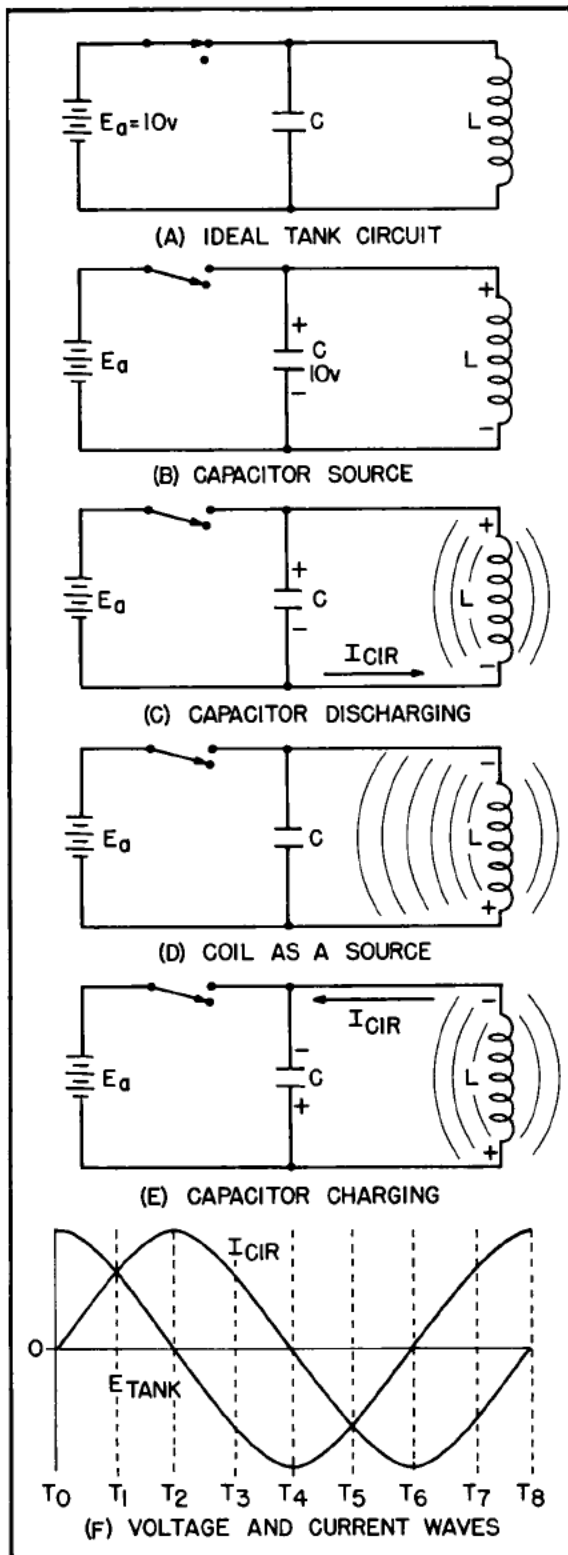 Ea=10v C L
(A) IDEAL TANK CIRCUIT
+
+ L
Ea C
10v
-
-
(B) CAPACITOR SOURCE
+
+
Ea C L
-
-
ICIR
(C) CAPACITOR DISCHARGING
-
Ea C L
+
(D) COIL AS A SOURCE
ICIR
-
-
Ea C L
+
+
(E) CAPACITOR CHARGING
ICIR
0
ETANK
T0 T1 T2 T3 T4 T5 T6 T7 T8
(F) VOLTAGE AND CURRENT WAVES